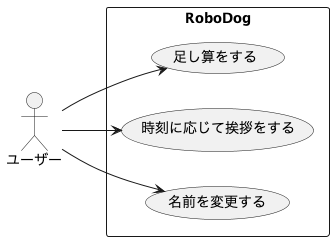 RoboDog
足し算をする
時刻に応じて挨拶をする
ユーザー
名前を変更する